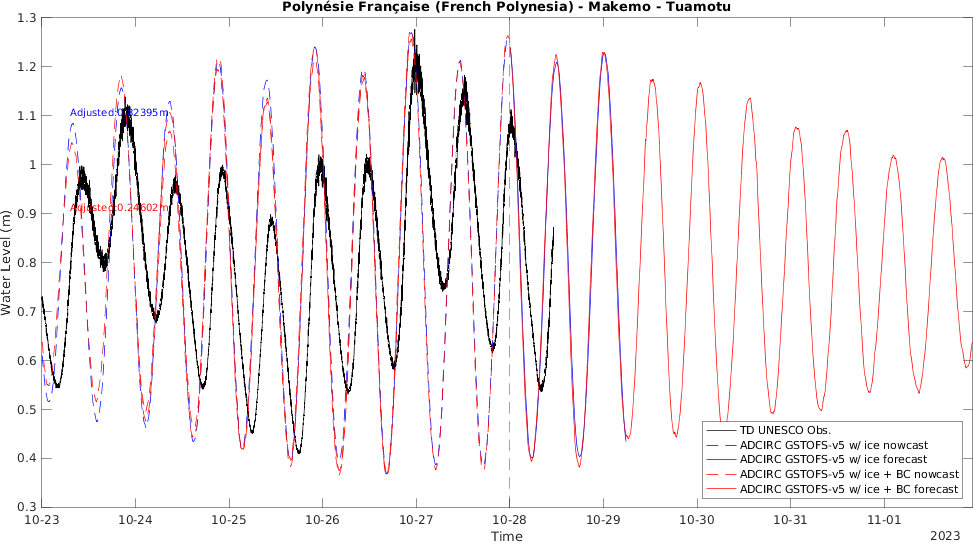 Polynésie Française (French Polynesia) - Makemo - Tuamotu
1.3
1.2
1.1
1
0.9
0.8
0.7
0.6
0.5
0.4
0.3
Water Level (m)
Adjusted:0.24602m
TD UNESCO Obs.
ADCIRC GSTOFS-v5 w/ ice nowcast
ADCIRC GSTOFS-v5 w/ ice forecast
ADCIRC GSTOFS-v5 w/ ice + BC nowcast
ADCIRC GSTOFS-v5 w/ ice + BC forecast
10-23 10-24 10-25 10-26 10-27 10-28 10-29 10-30 10-31 11-01
Time
2023